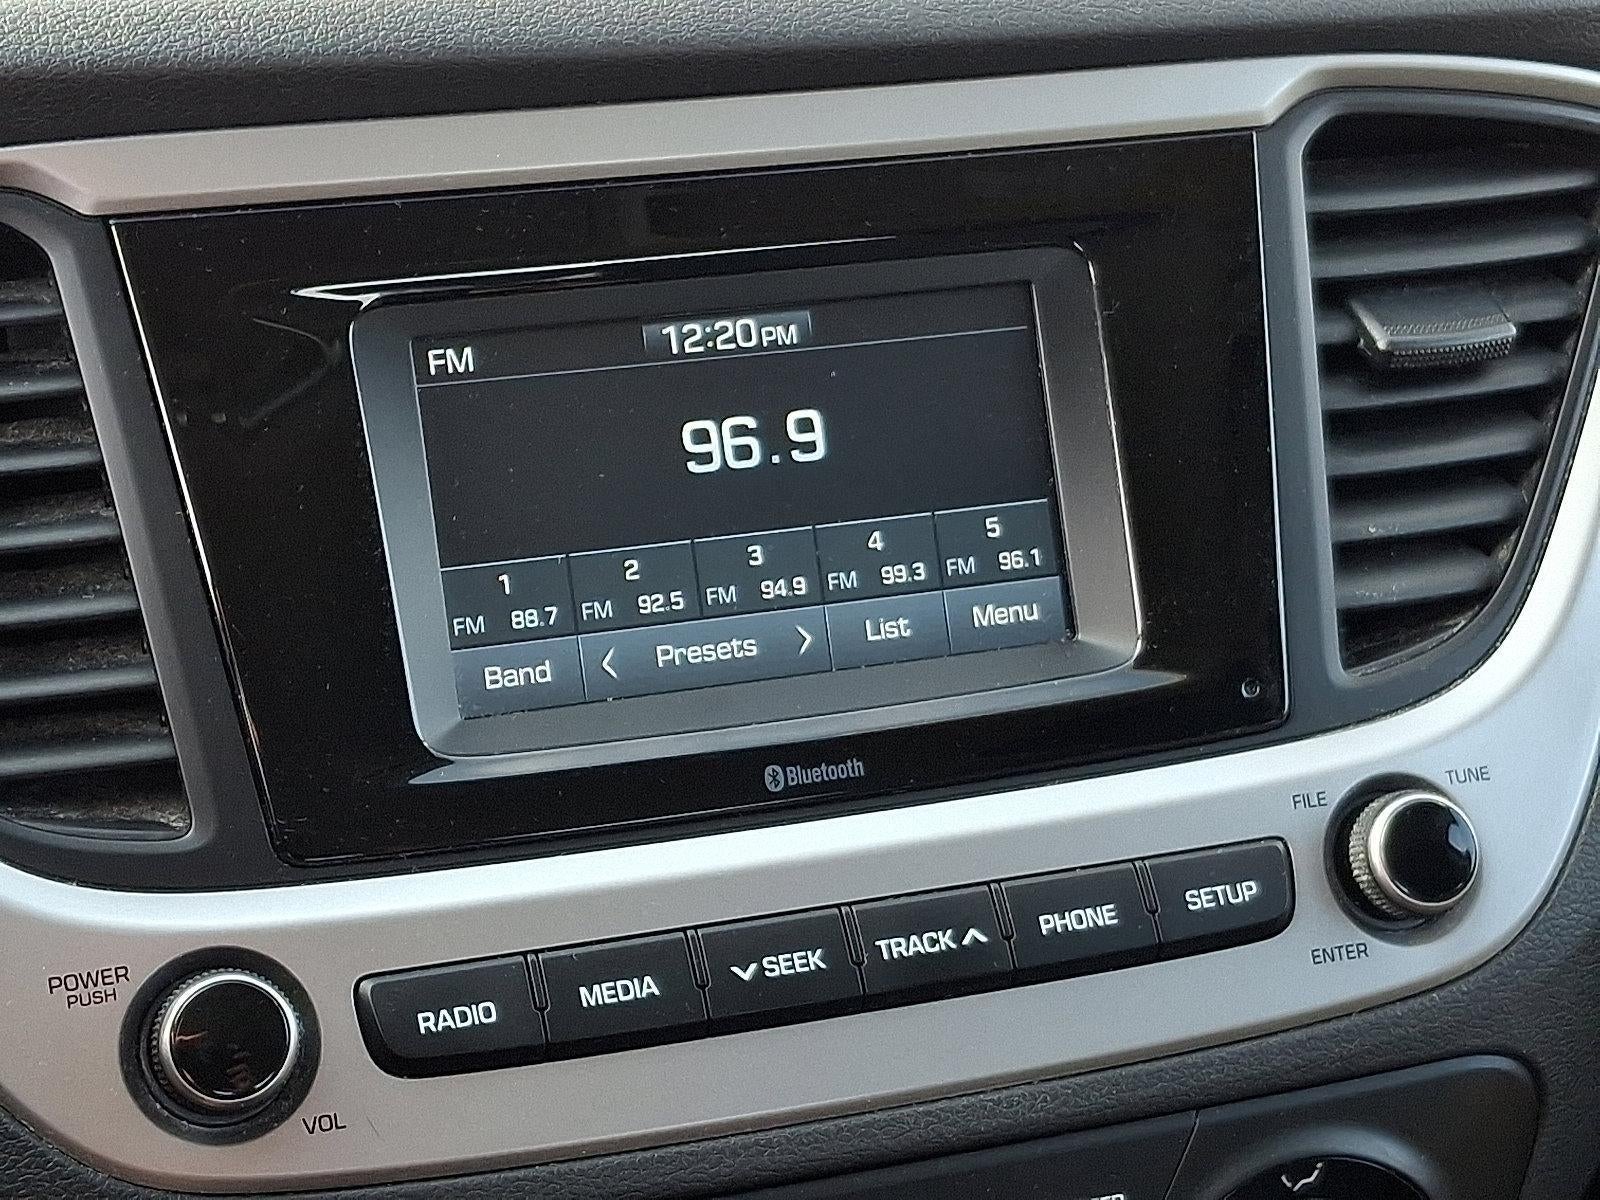 FM 12:20PM
96.9
1 2 3 4 5
FM 88.7 FM 92.5 FM 94.9 FM 99.3 FM 96.1
Band < Presets > List Menu
Bluetooth
FILE TUNE
POWER
PUSH
RADIO MEDIA SEEK TRACK PHONE SETUP
ENTER
VOL